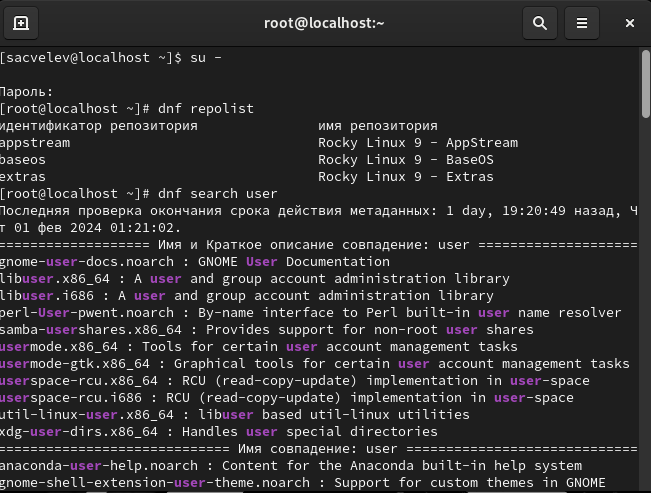 root@localhost:~
[sacvelev@localhost ~]$ su -
Пароль:
[root@localhost ~]# dnf repolist
идентификатор репозитория имя репозитория
appstream Rocky Linux 9 - AppStream
baseos Rocky Linux 9 - BaseOS
extras Rocky Linux 9 - Extras
[root@localhost ~]# dnf search user
Последняя проверка окончания срока действия метаданных: 1 day, 19:20:49 назад, Ч
т 01 фев 2024 01:21:02.
=================== Имя и Краткое описание совпадение: user ====================
gnome-user-docs.noarch : GNOME User Documentation
libuser.x86_64 : A user and group account administration library
libuser.i686 : A user and group account administration library
perl-User-pwent.noarch : By-name interface to Perl built-in user name resolver
samba-usershares.x86_64 : Provides support for non-root user shares
usermode.x86_64 : Tools for certain user account management tasks
usermode-gtk.x86_64 : Graphical tools for certain user account management tasks
userspace-rcu.x86_64 : RCU (read-copy-update) implementation in user-space
userspace-rcu.i686 : RCU (read-copy-update) implementation in user-space
util-linux-user.x86_64 : libuser based util-linux utilities
xdg-user-dirs.x86_64 : Handles user special directories
============================= Имя совпадение: user =============================
anaconda-user-help.noarch : Content for the Anaconda built-in help system
gnome-shell-extension-user-theme.noarch : Support for custom themes in GNOME